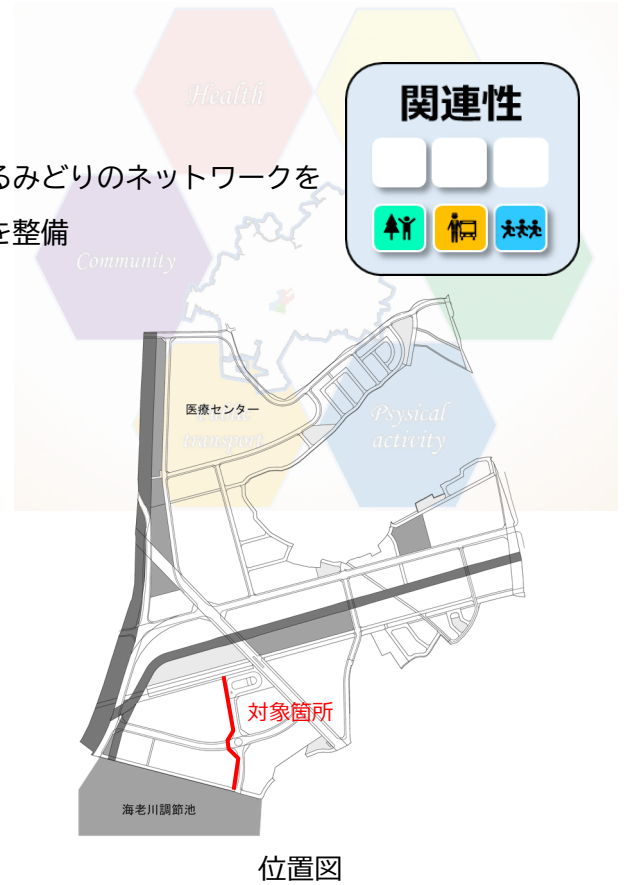 Health
関連性
るみどりのネットワークを
を整備
Community
医療センター
transport
Psysical
activity
対象箇所
海老川調節池
位置図